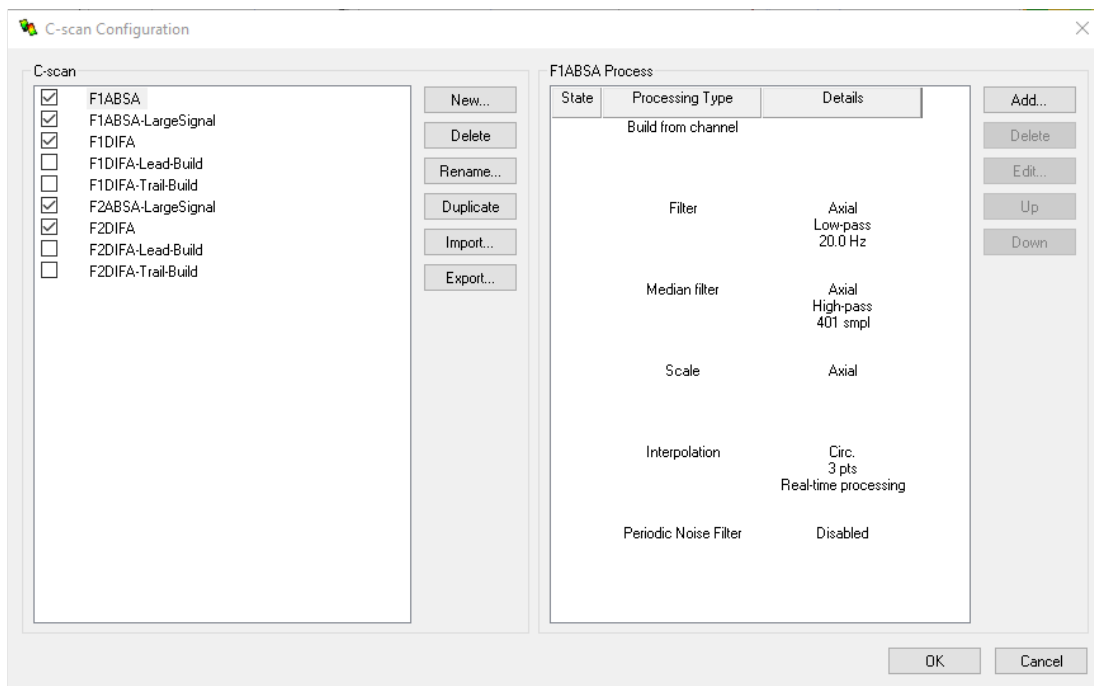 C-scan Configuration
C-scan
F1ABSA
F1ABSA-LargeSignal
F1DIFA
F1DIFA-Lead-Build
F1DIFA-Trail-Build
F2ABSA-LargeSignal
F2DIFA
F2DIFA-Lead-Build
F2DIFA-Trail-Build
New...
Delete
Rename...
Duplicate
Import...
Export...
F1ABSA Process
State Processing Type Details
Build from channel
Filter Axial
Low-pass
20.0 Hz
Median filter Axial
High-pass
401 smpl
Scale Axial
Interpolation Circ.
3 pts
Real-time processing
Periodic Noise Filter Disabled
Add...
Delete
Edit...
Up
Down
OK Cancel